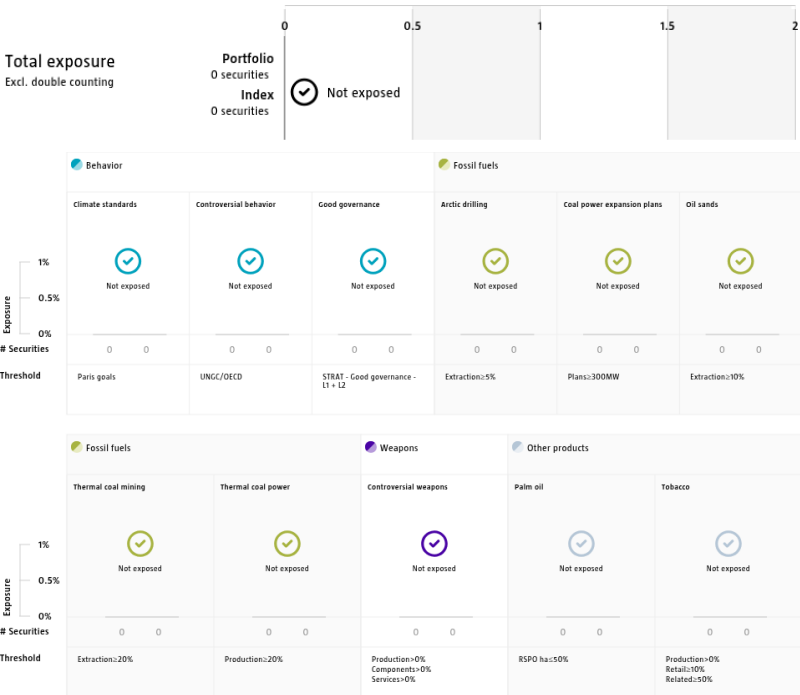 0 0.5 1 1.5 2
Total exposure
Excl. double counting
Portfolio
0 securities
Index
0 securities
Not exposed
Behavior Fossil fuels
Climate standards Controversial behavior Good governance Arctic drilling Coal power expansion plans Oil sands
Exposure
1%
0.5%
0%
Not exposed Not exposed Not exposed Not exposed Not exposed Not exposed
# Securities 0 0 0 0 0 0 0 0 0 0 0 0
Threshold Paris goals UNGC/OECD STRAT - Good governance - Extraction≥5% Plans≥300MW Extraction≥10%
L1 + L2
Fossil fuels Weapons Other products
Thermal coal mining Thermal coal power Controversial weapons Palm oil Tobacco
Exposure
1%
0.5%
0%
Not exposed Not exposed Not exposed Not exposed Not exposed
# Securities 0 0 0 0 0 0 0 0 0 0
Threshold Extraction≥20% Production≥20% Production>0% RSPO ha≤50% Production>0%
Components>0% Retail≥10%
Services>0% Related≥50%